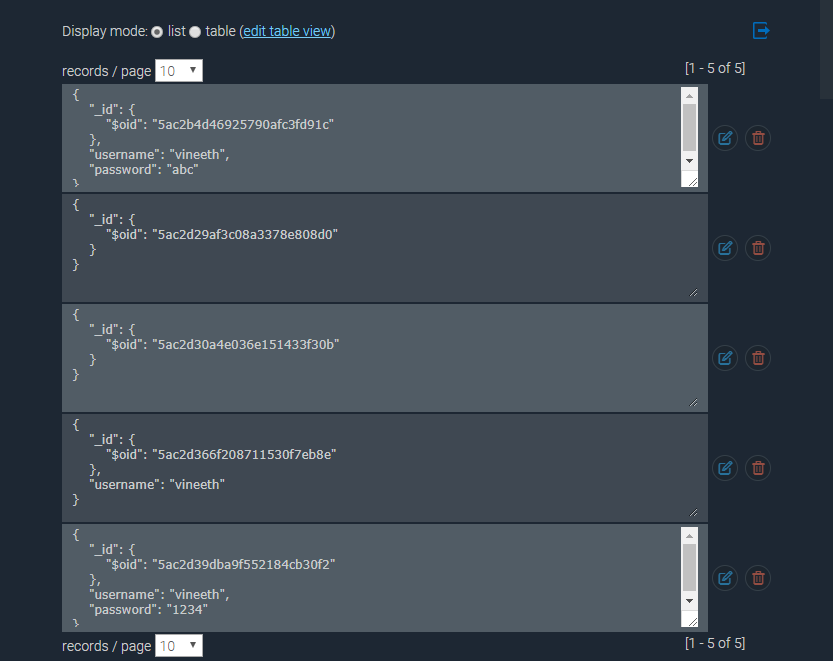 Display mode: list table (edit table view)
records / page 10 [1 - 5 of 5]
{
"_id": {
"$oid": "5ac2b4d46925790afc3fd91c"
},
"username": "vineeth",
"password": "abc"
}
{
"_id": {
"$oid": "5ac2d29af3c08a3378e808d0"
}
}
{
"_id": {
"$oid": "5ac2d30a4e036e151433f30b"
}
}
{
"_id": {
"$oid": "5ac2d366f208711530f7eb8e"
},
"username": "vineeth"
}
{
"_id": {
"$oid": "5ac2d39dba9f552184cb30f2"
},
"username": "vineeth",
"password": "1234"
}
records / page 10 [1 - 5 of 5]